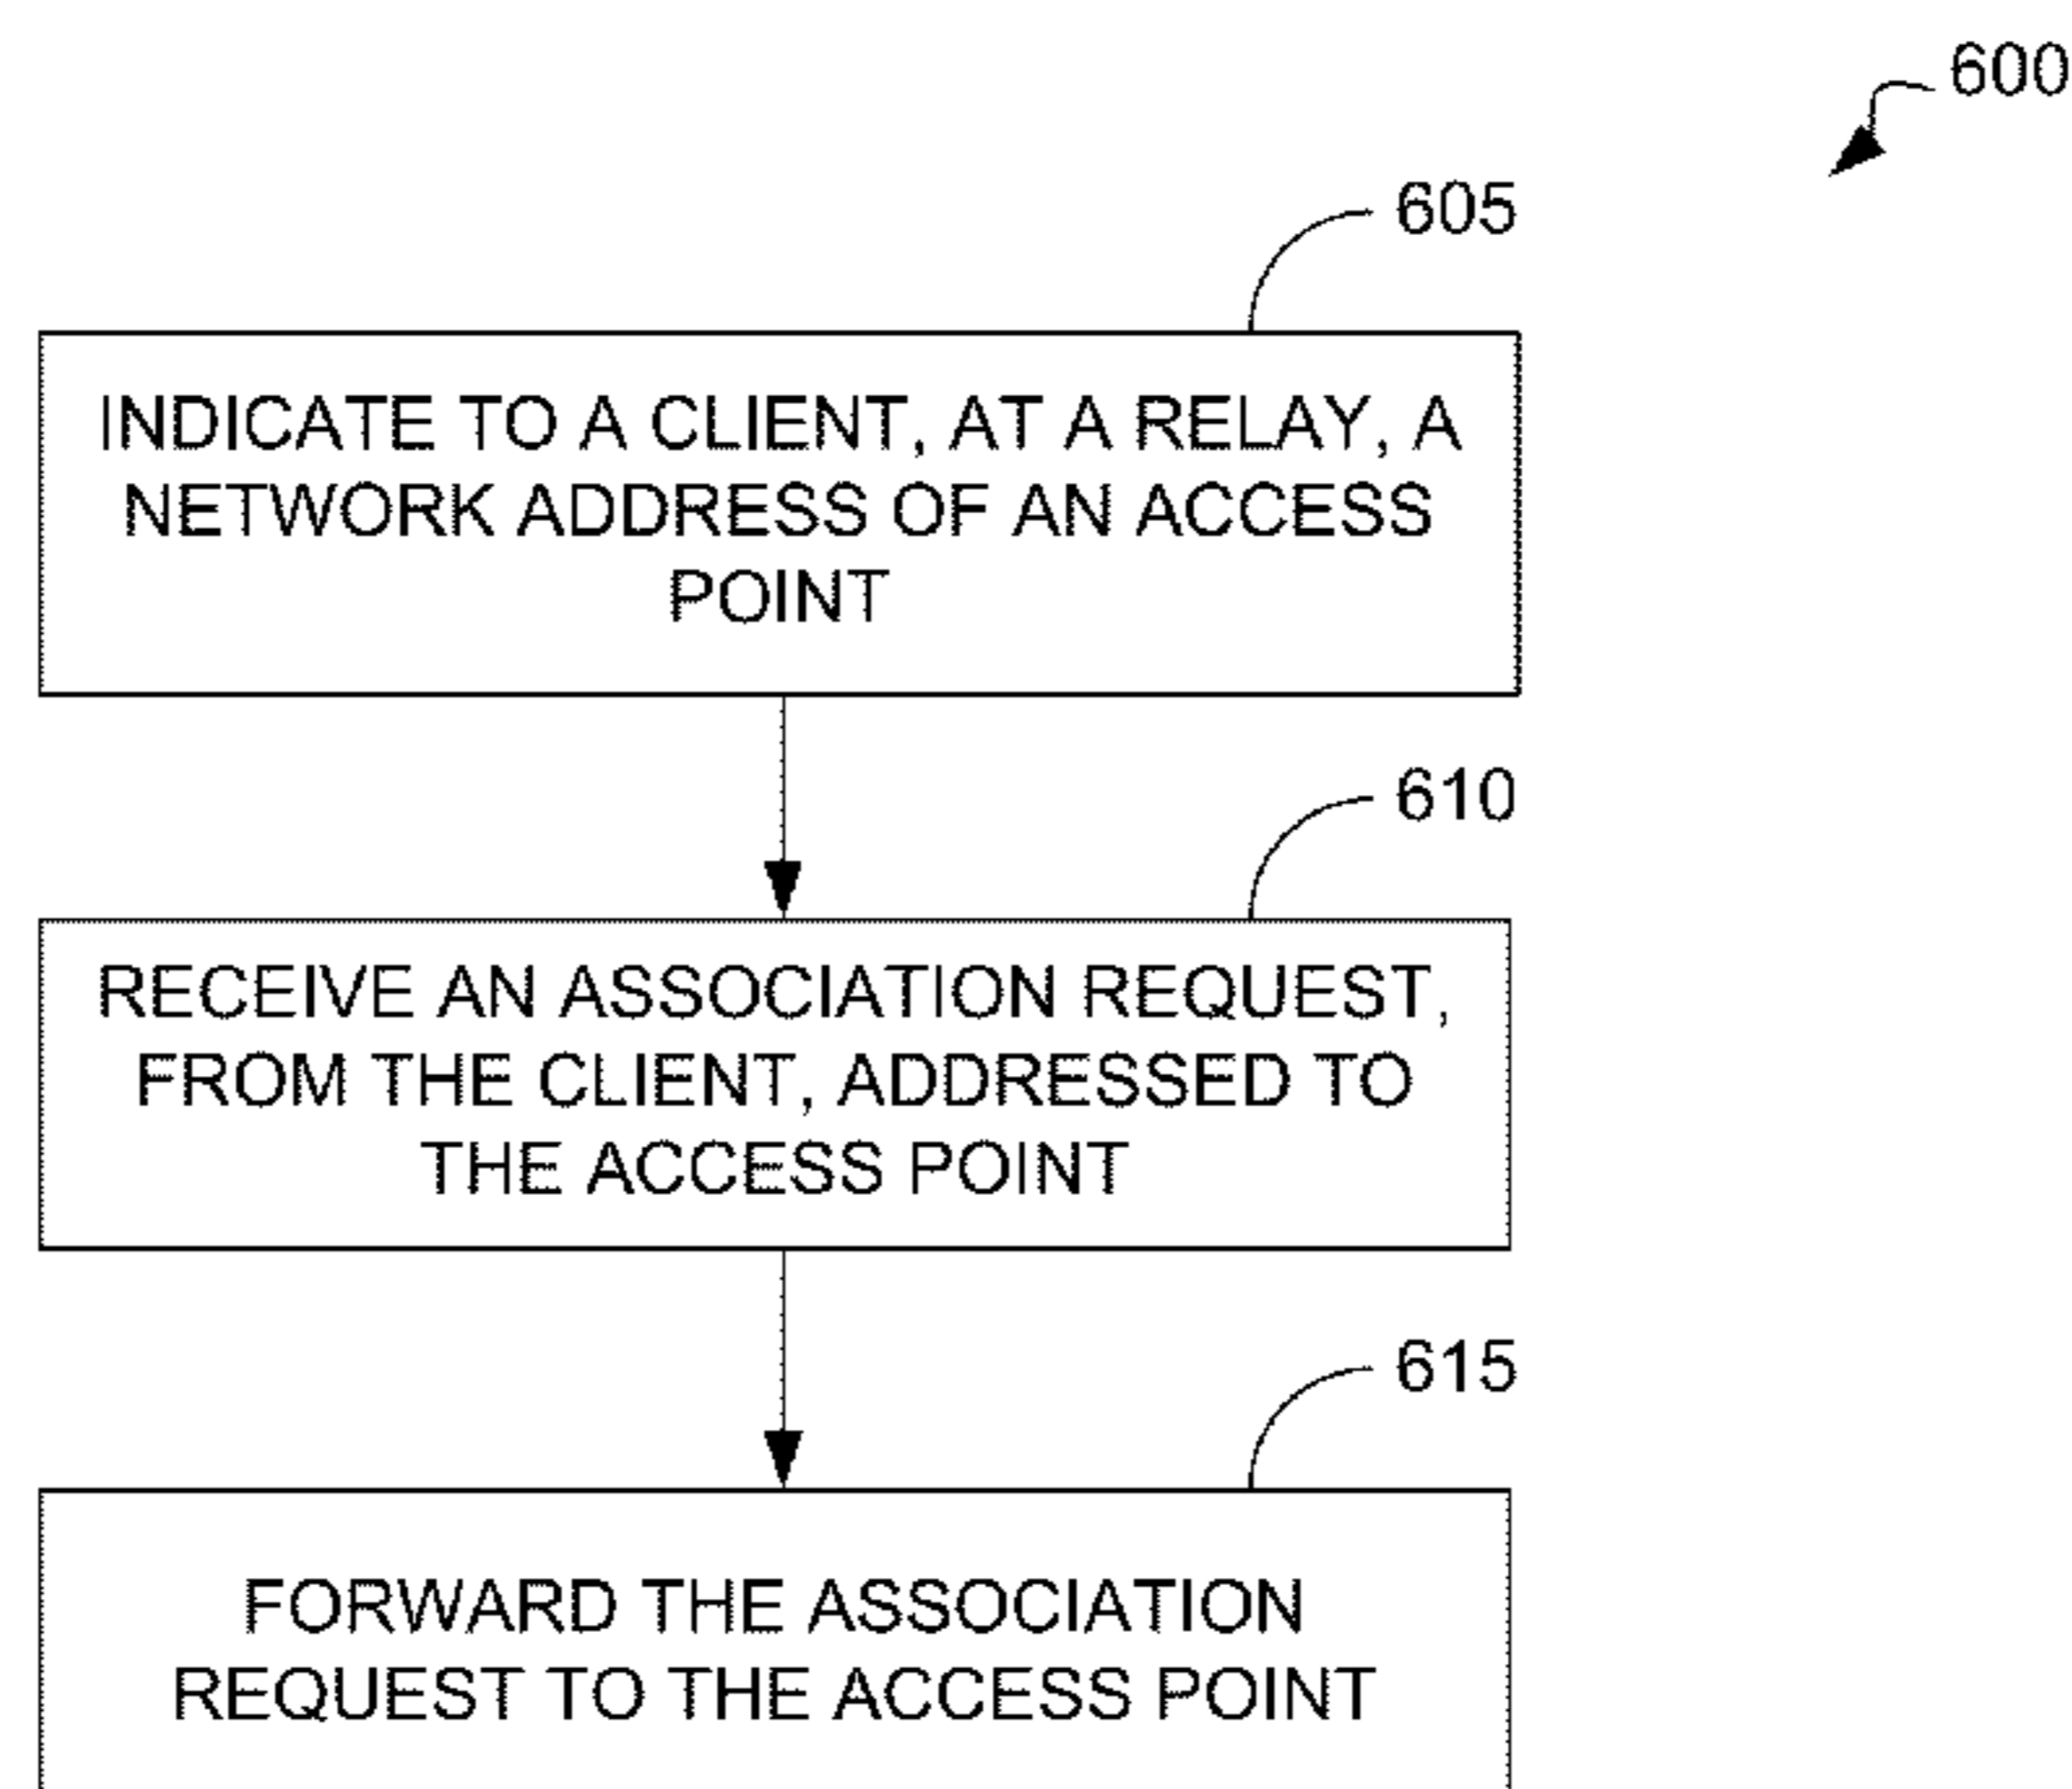 600
605
INDICATE TO A CLIENT, AT A RELAY, A
NETWORK ADDRESS OF AN ACCESS
POINT
610
RECEIVE AN ASSOCIATION REQUEST,
FROM THE CLIENT, ADDRESSED TO
THE ACCESS POINT
615
FORWARD THE ASSOCIATION
REQUEST TO THE ACCESS POINT